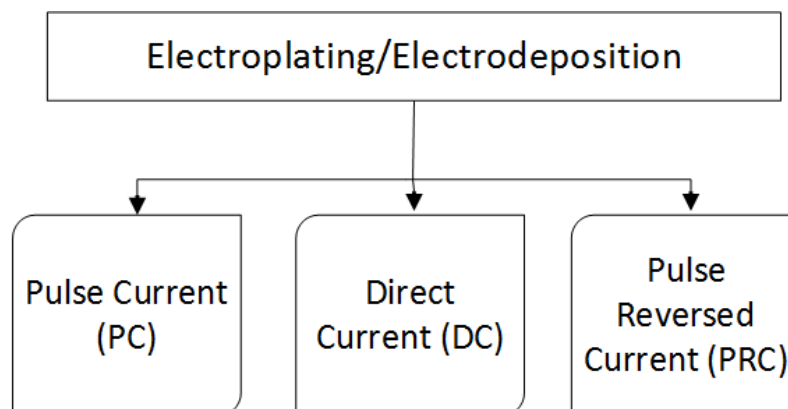 Electroplating/Electrodeposition
Pulse Current
(PC)
Direct
Current (DC)
Pulse
Reversed
Current (PRC)